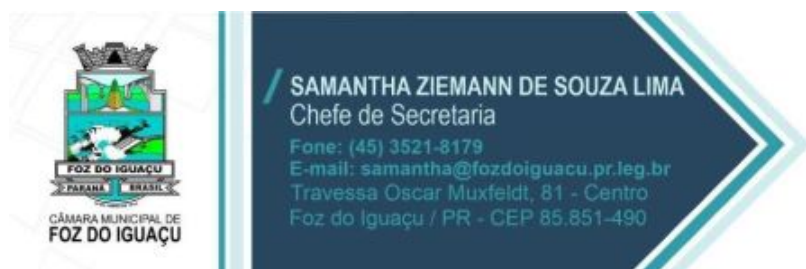 FOZ DO IGUAÇU
PARANÁ BRASIL
CÂMARA MUNICIPAL DE
FOZ DO IGUAÇU
SAMANTHA ZIEMANN DE SOUZA LIMA
Chefe de Secretaria
Fone: (45) 3521-8179
E-mail: samantha@fozdoiguacu.pr.leg.br
Travessa Oscar Muxfeldt, 81 - Centro
Foz do Iguaçu / PR - CEP 85.851-490